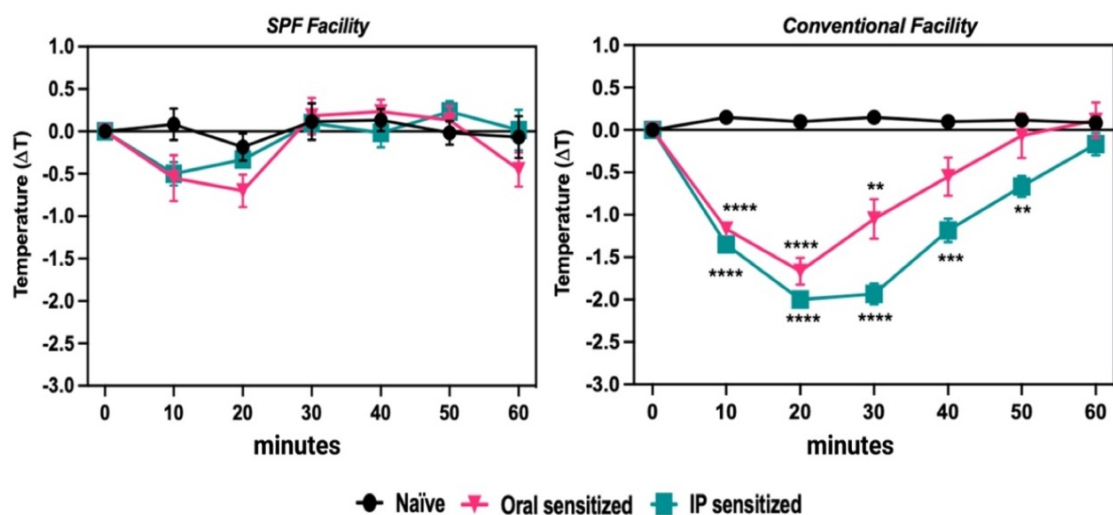 SPF Facility
Temperature (ΔT)
1.0
0.5
0.0
-0.5
-1.0
-1.5
-2.0
-2.5
-3.0
0 10 20 30 40 50 60
minutes
Conventional Facility
Temperature (ΔT)
1.0
0.5
0.0
-0.5
-1.0
-1.5
-2.0
-2.5
-3.0
**
****
****
****
**
***
****
****
0 10 20 30 40 50 60
minutes
Naïve Oral sensitized IP sensitized